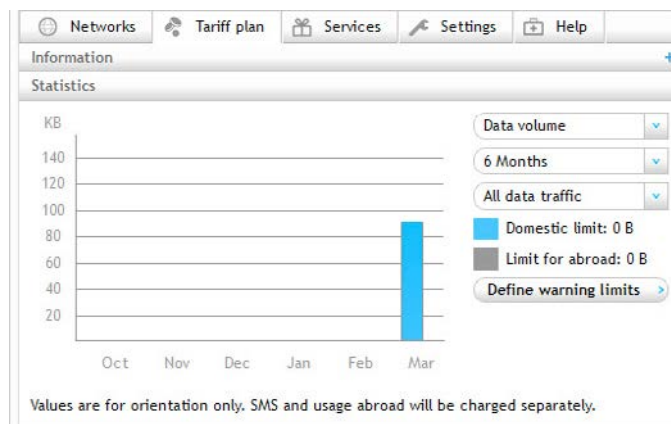 Networks Tariff plan Services Settings Help
Information
Statistics
KB
140
120
100
80
60
40
20
Oct Nov Dec Jan Feb Mar
Data volume
6 Months
All data traffic
Domestic limit: 0 B
Limit for abroad: 0 B
Define warning limits
Values are for orientation only. SMS and usage abroad will be charged separately.